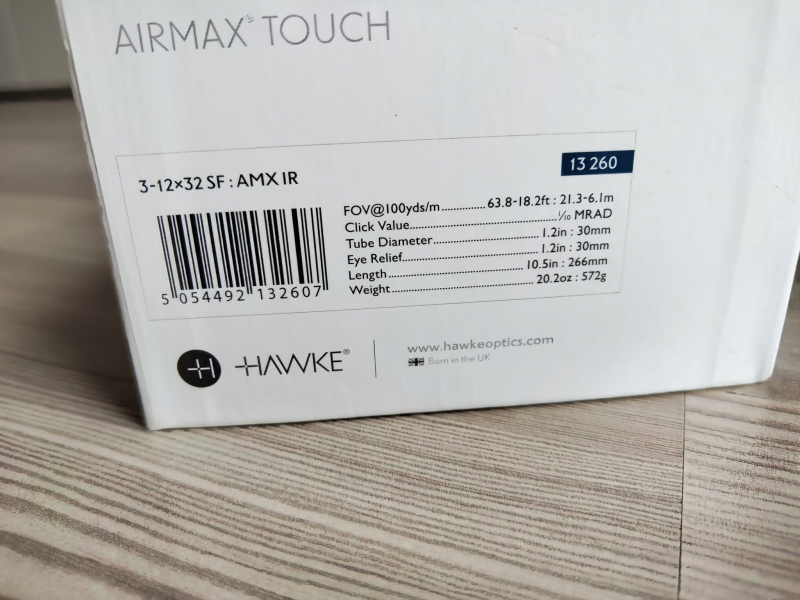 AIRMAX® TOUCH
13 260
3-12×32 SF : AMX IR
FOV@100yds/m .............. 63.8-18.2ft : 21.3-6.1m
Click Value ................................................ 1/10 MRAD
Tube Diameter ................................... 1.2in : 30mm
Eye Relief ............................................ 1.2in : 30mm
Length ............................................ 10.5in : 266mm
Weight ............................................ 20.2oz : 572g
5 054492 132607
HAWKE®
www.hawkeoptics.com
Born in the UK